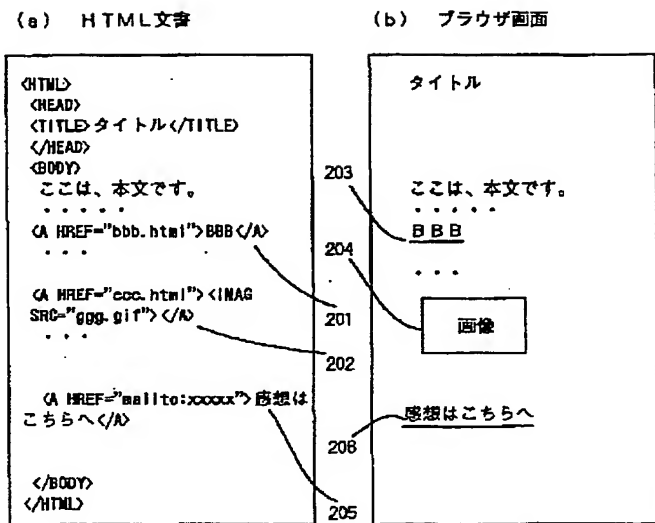 (a) HTML文書
<HTML>
<HEAD>
<TITLE>タイトル</TITLE>
</HEAD>
<BODY>
ここは、本文です。
・・・・・
<A HREF="bbb.html">BBB</A>
・・・
<A HREF="ccc.html"><IMAG
SRC="ggg.gif"></A>
・・・
<A HREF="mailto:xxxxx">感想は
こちらへ</A>
</BODY>
</HTML>
203
204
201
202
206
205
(b) ブラウザ画面
タイトル
ここは、本文です。
・・・・・
BBB
・・・
画像
感想はこちらへ